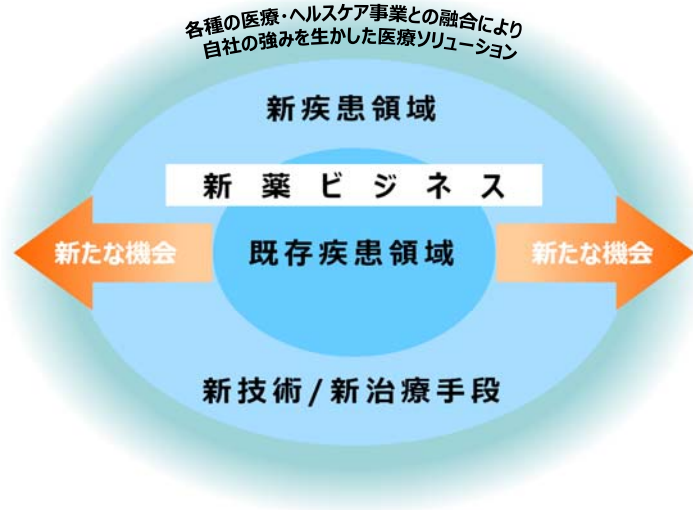 各種の医療・ヘルスケア事業との融合により
自社の強みを生かした医療ソリューション
新疾患領域
新薬ビジネス
新たな機会
既存疾患領域
新たな機会
新技術/新治療手段